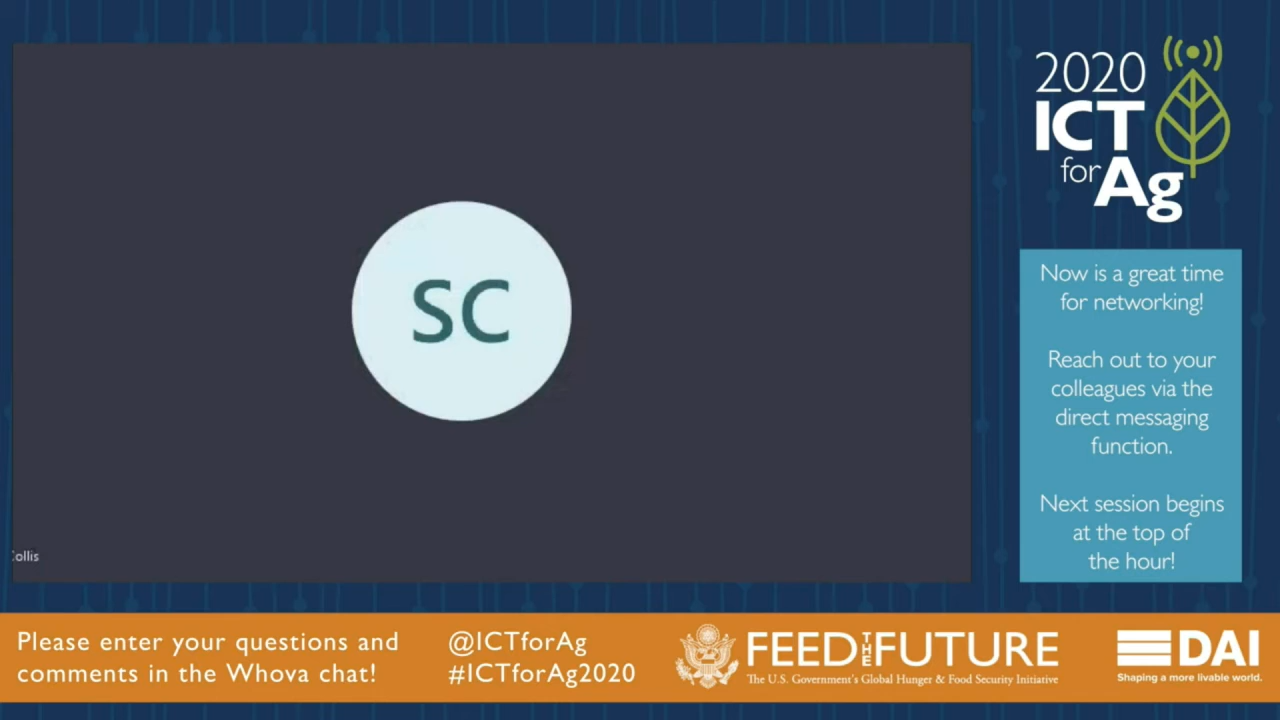 SC
ollis
2020
ICT
for Ag
Now is a great time
for networking!
Reach out to your
colleagues via the
direct messaging
function.
Next session begins
at the top of
the hour!
Please enter your questions and
comments in the Whova chat!
@ICTforAg
#ICTforAg2020
FEED THE FUTURE
The U.S. Government's Global Hunger & Food Security Initiative
DAI
Shaping a more livable world.